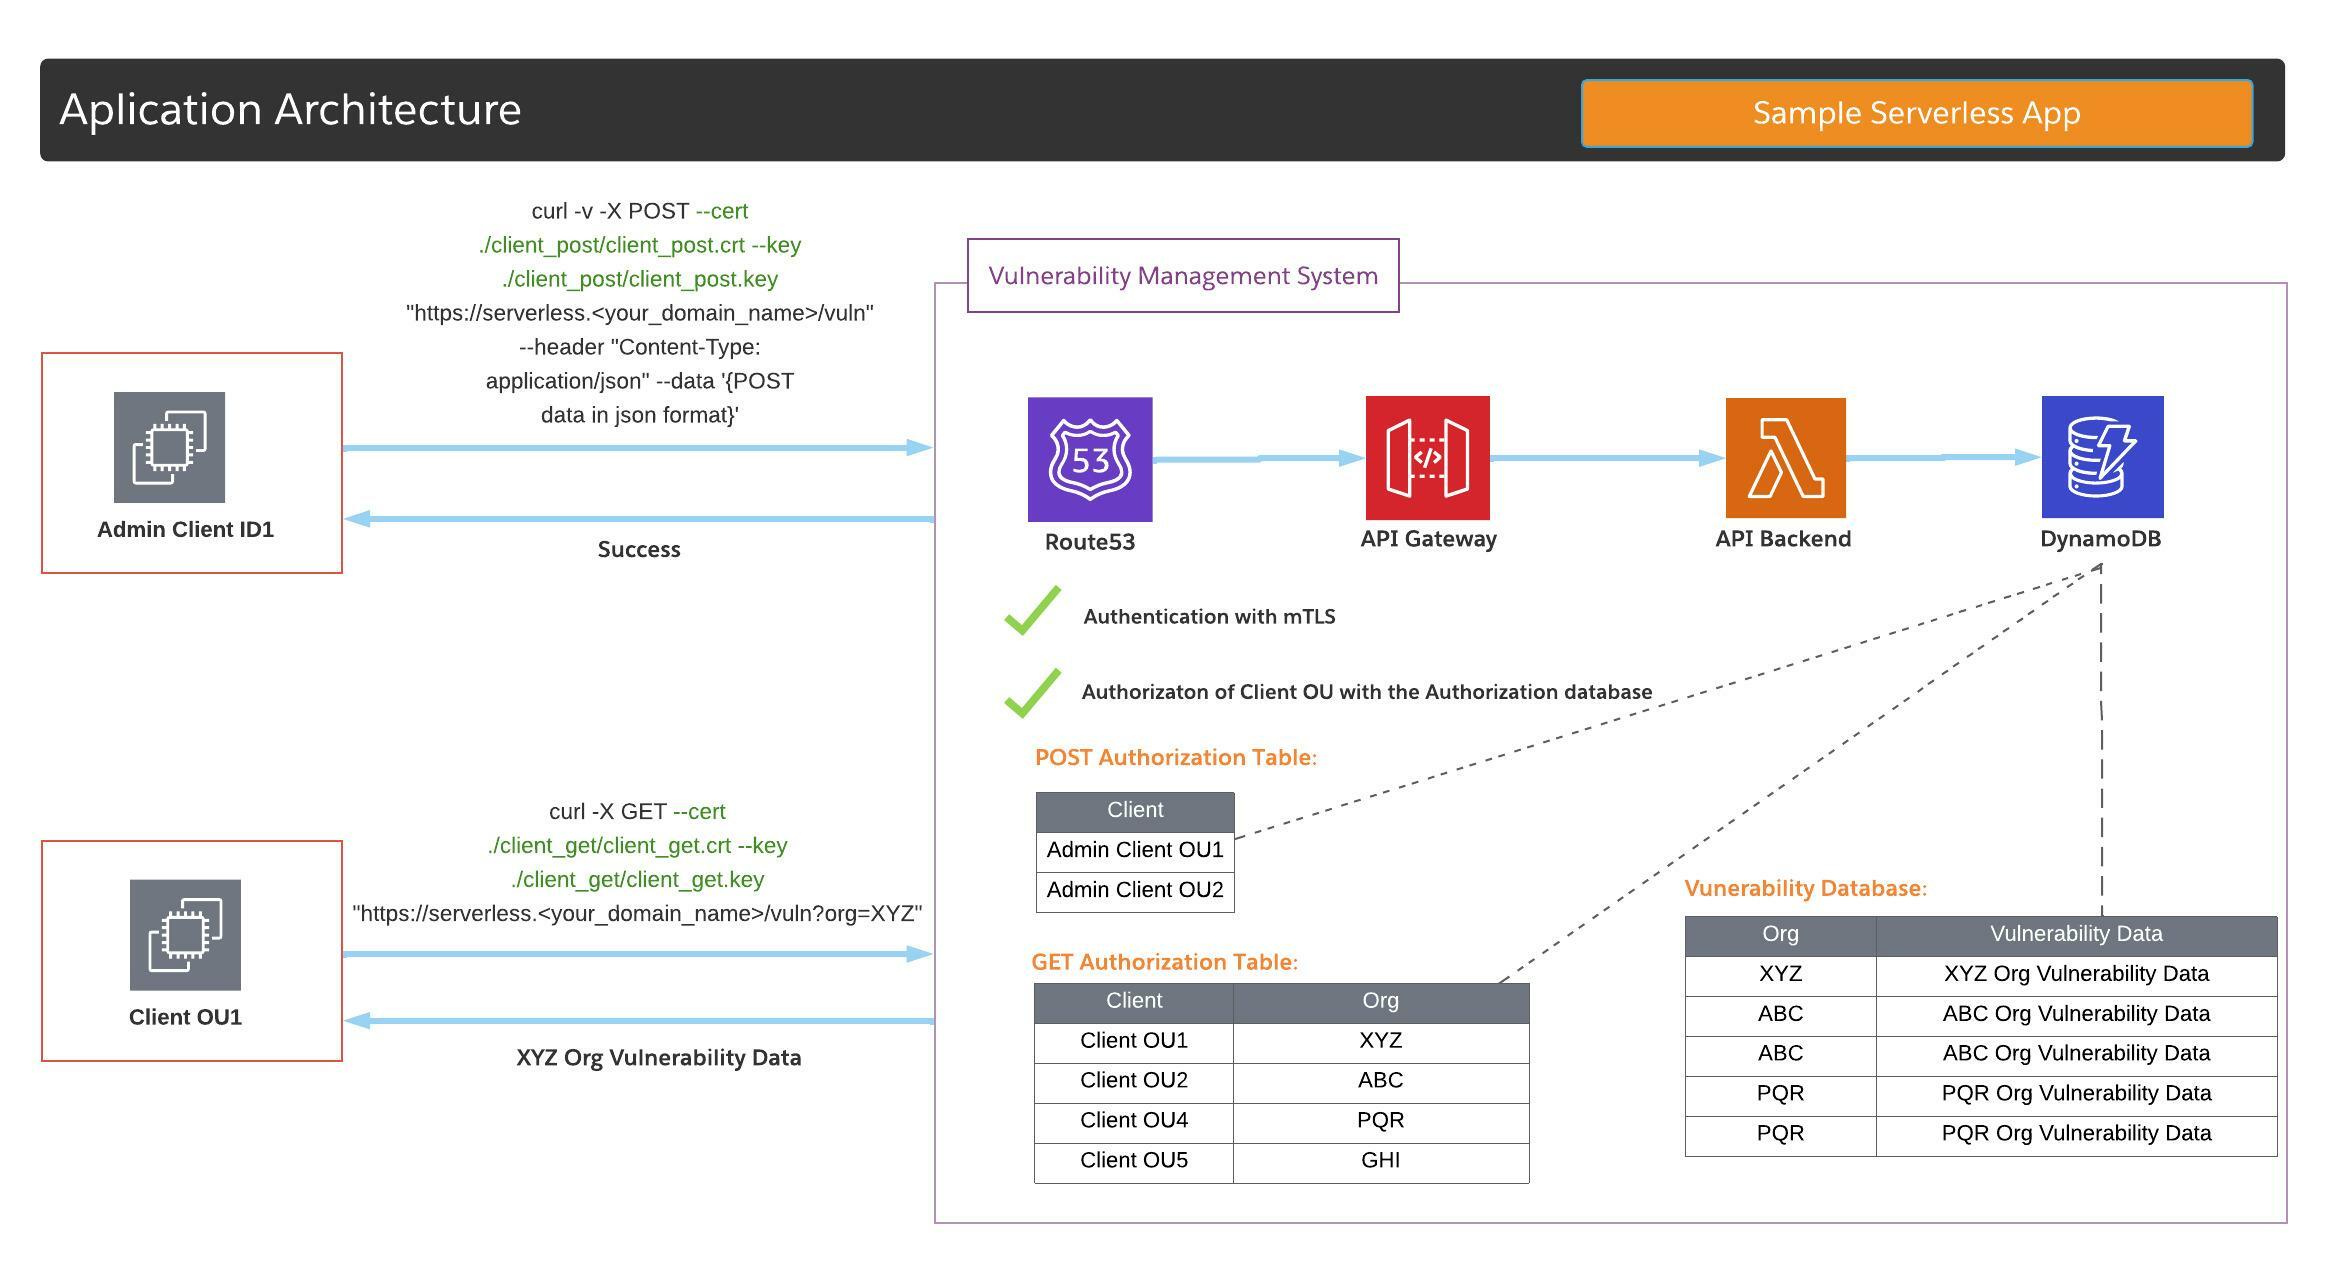 Aplication Architecture
Sample Serverless App
curl -v -X POST --cert
./client_post/client_post.crt --key
./client_post/client_post.key
"https://serverless.<your_domain_name>/vuln"
--header "Content-Type:
application/json" --data '{POST
data in json format}'
Admin Client ID1
Success
Vulnerability Management System
53
</>
Route53
API Gateway
API Backend
DynamoDB
Authentication with mTLS
Authorizaton of Client OU with the Authorization database
POST Authorization Table:
Client
Admin Client OU1
Admin Client OU2
curl -X GET --cert
./client_get/client_get.crt --key
./client_get/client_get.key
"https://serverless.<your_domain_name>/vuln?org=XYZ"
Client OU1
XYZ Org Vulnerability Data
GET Authorization Table:
Client Org
Client OU1 XYZ
Client OU2 ABC
Client OU4 PQR
Client OU5 GHI
Vunerability Database:
Org Vulnerability Data
XYZ XYZ Org Vulnerability Data
ABC ABC Org Vulnerability Data
ABC ABC Org Vulnerability Data
PQR PQR Org Vulnerability Data
PQR PQR Org Vulnerability Data